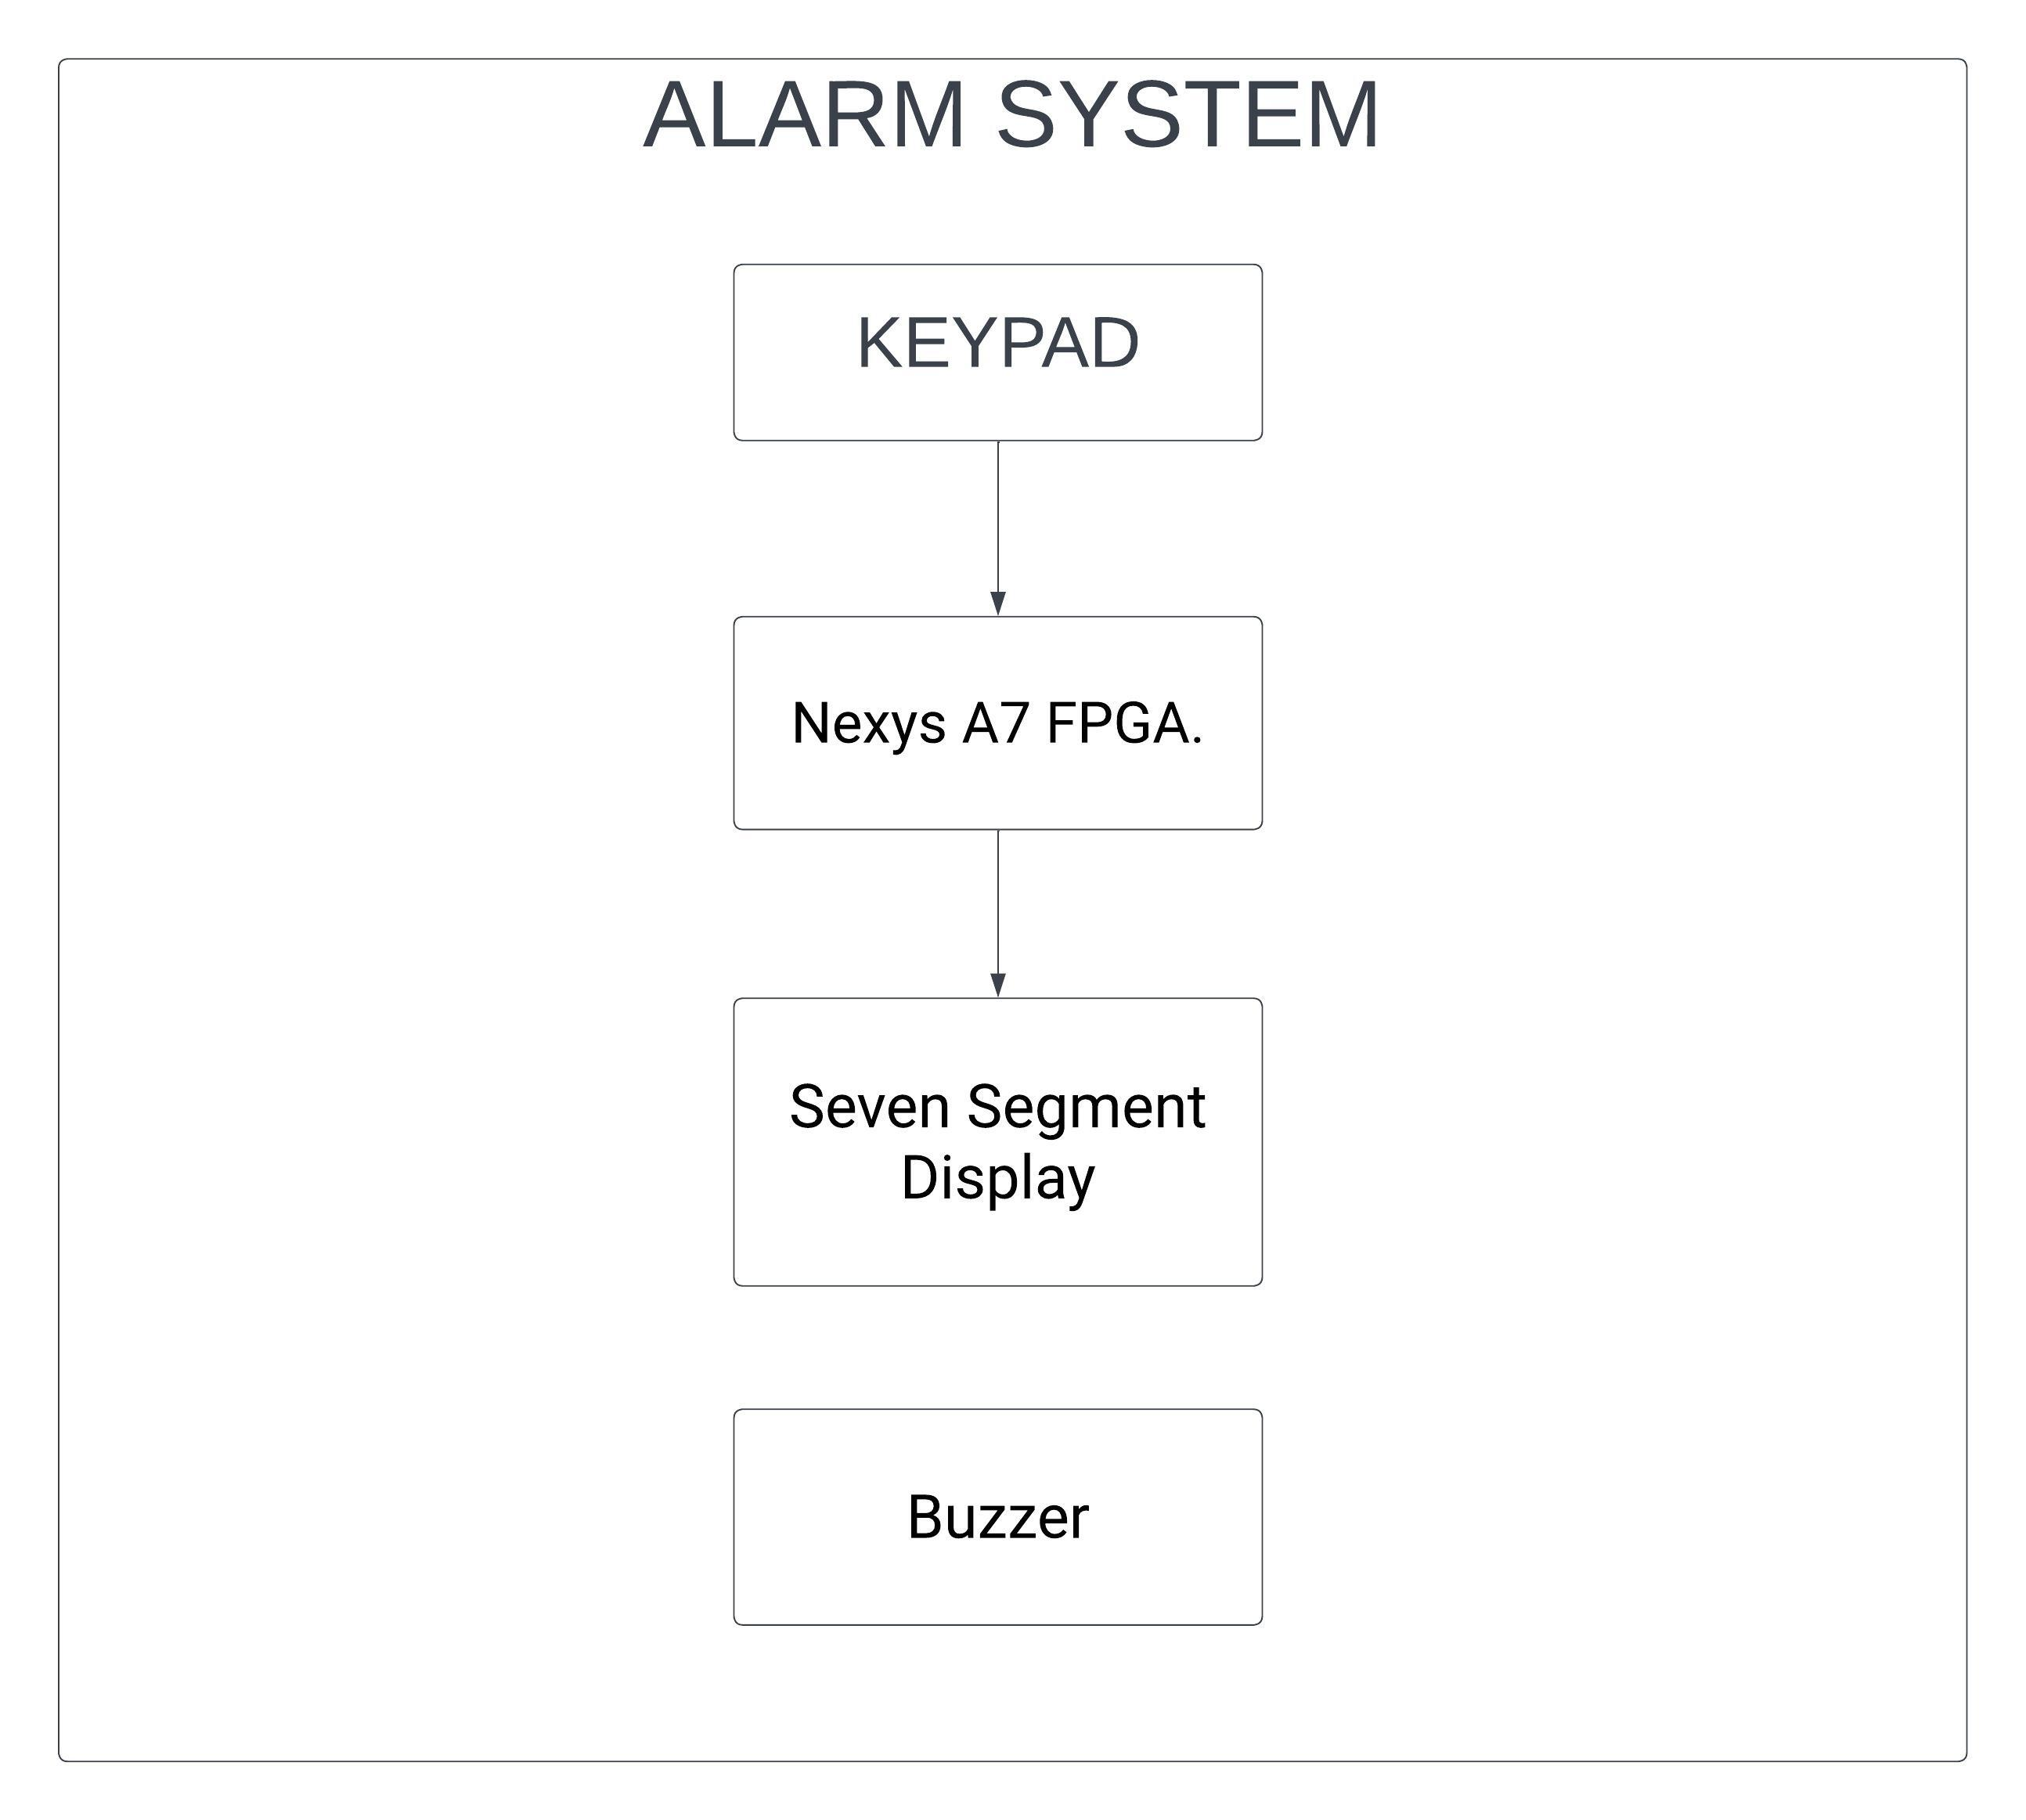 ALARM SYSTEM
KEYPAD
Nexys A7 FPGA.
Seven Segment
Display
Buzzer